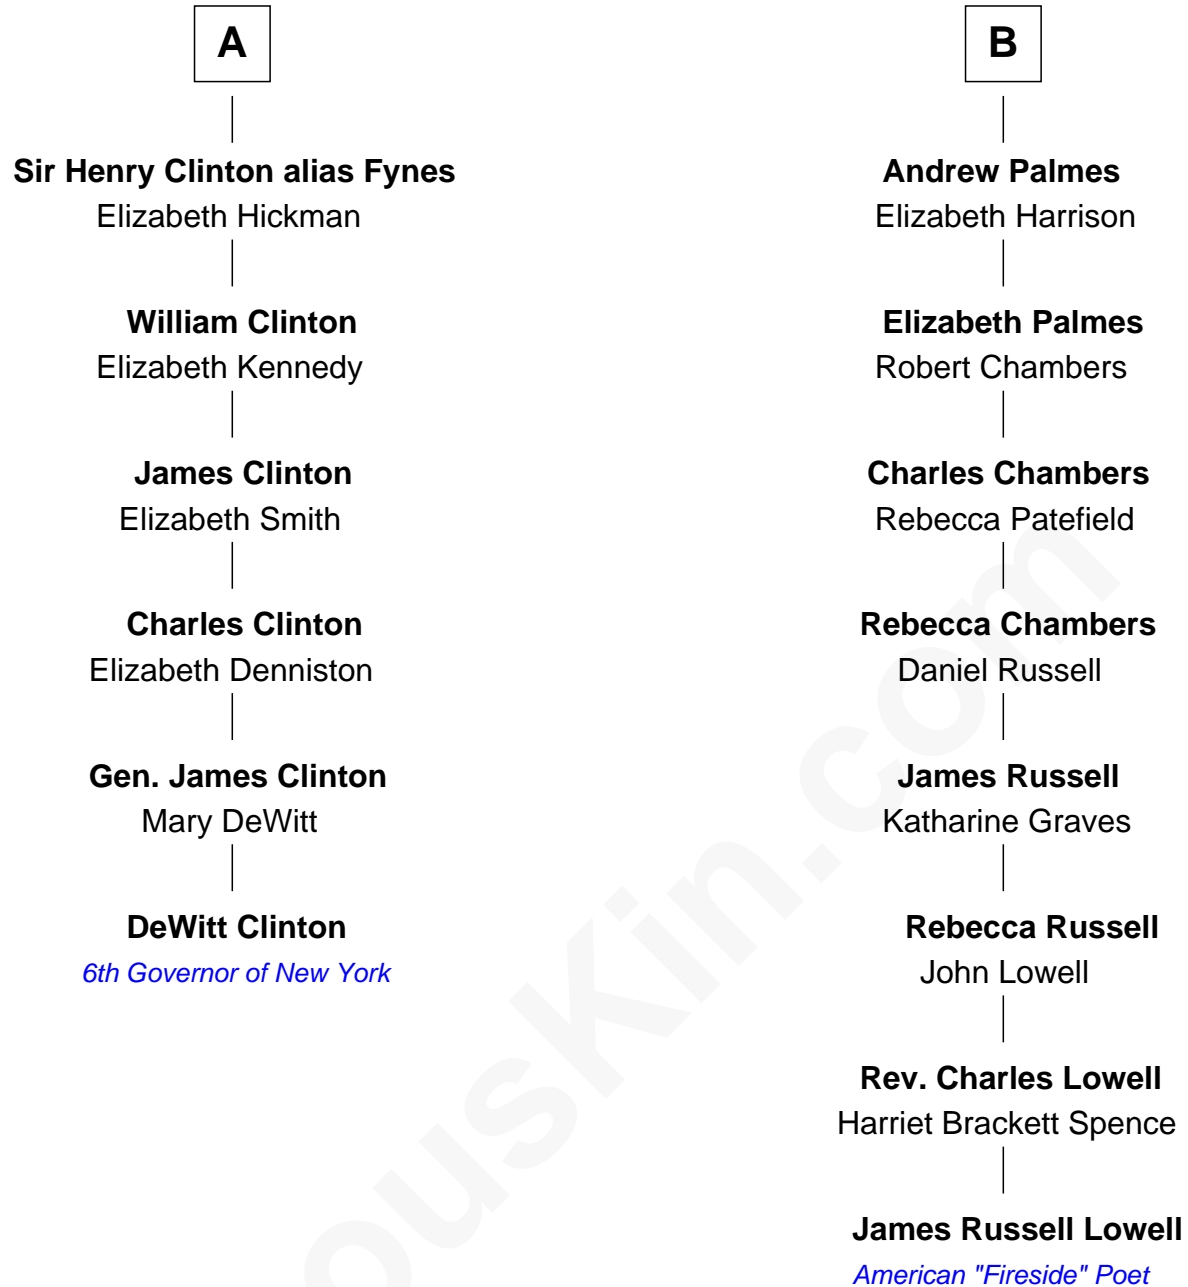 A
Sir Henry Clinton alias Fynes
Elizabeth Hickman
William Clinton
Elizabeth Kennedy
James Clinton
Elizabeth Smith
Charles Clinton
Elizabeth Denniston
Gen. James Clinton
Mary DeWitt
DeWitt Clinton
6th Governor of New York
B
Andrew Palmes
Elizabeth Harrison
Elizabeth Palmes
Robert Chambers
Charles Chambers
Rebecca Patefield
Rebecca Chambers
Daniel Russell
James Russell
Katharine Graves
Rebecca Russell
John Lowell
Rev. Charles Lowell
Harriet Brackett Spence
James Russell Lowell
American "Fireside" Poet
ousKin.com